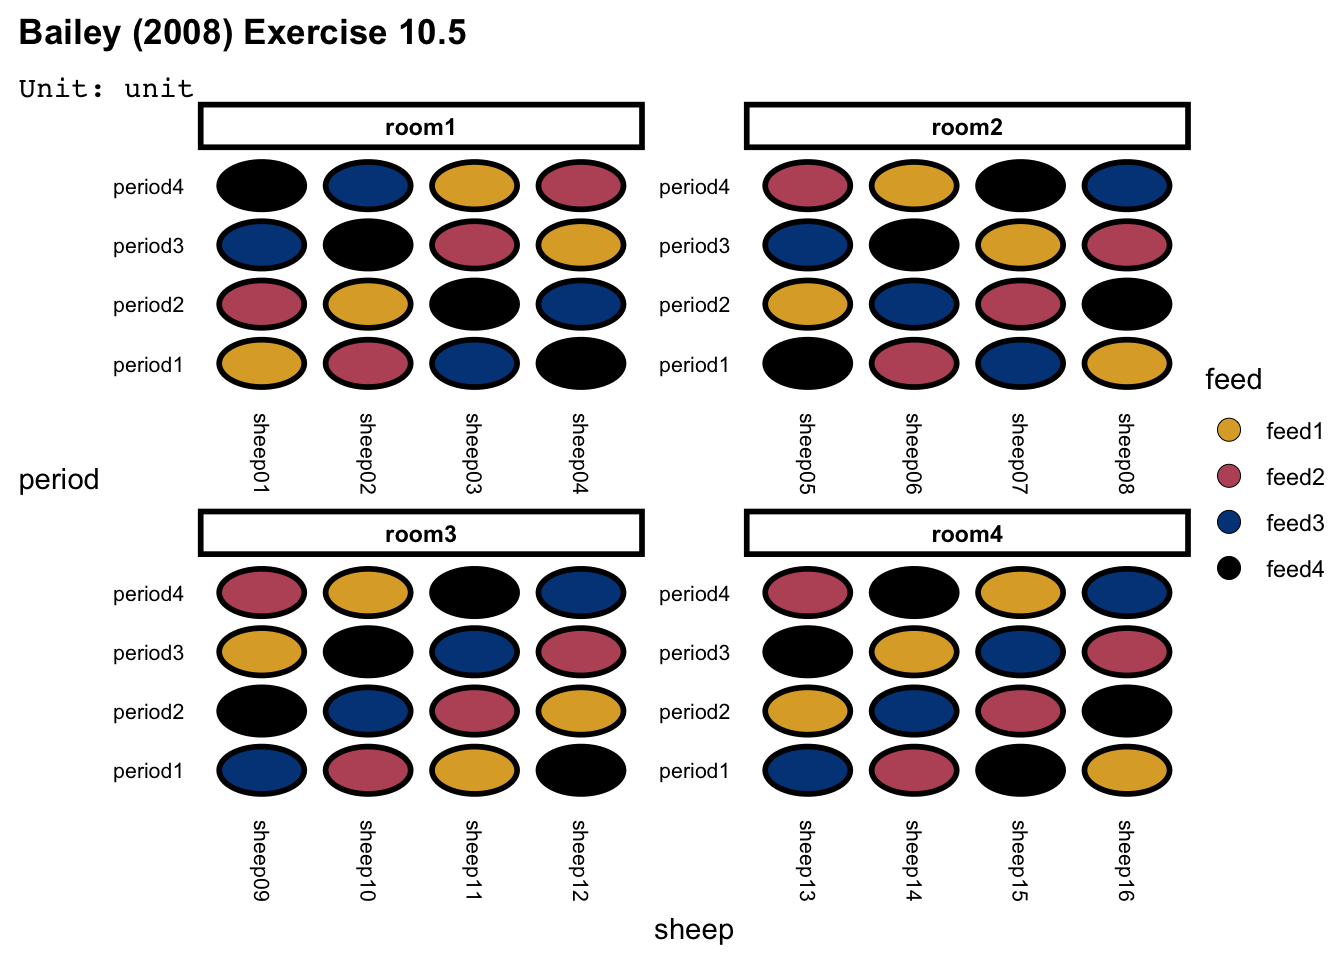 Bailey (2008) Exercise 10.5
Unit: unit
room1
room2
period4
period3
period2
period1
period4
period3
period2
period1
sheep01
sheep02
sheep03
sheep04
sheep05
sheep06
sheep07
sheep08
period
room3
room4
period4
period3
period2
period1
period4
period3
period2
period1
sheep09
sheep10
sheep11
sheep12
sheep13
sheep14
sheep15
sheep16
sheep
feed
feed1
feed2
feed3
feed4